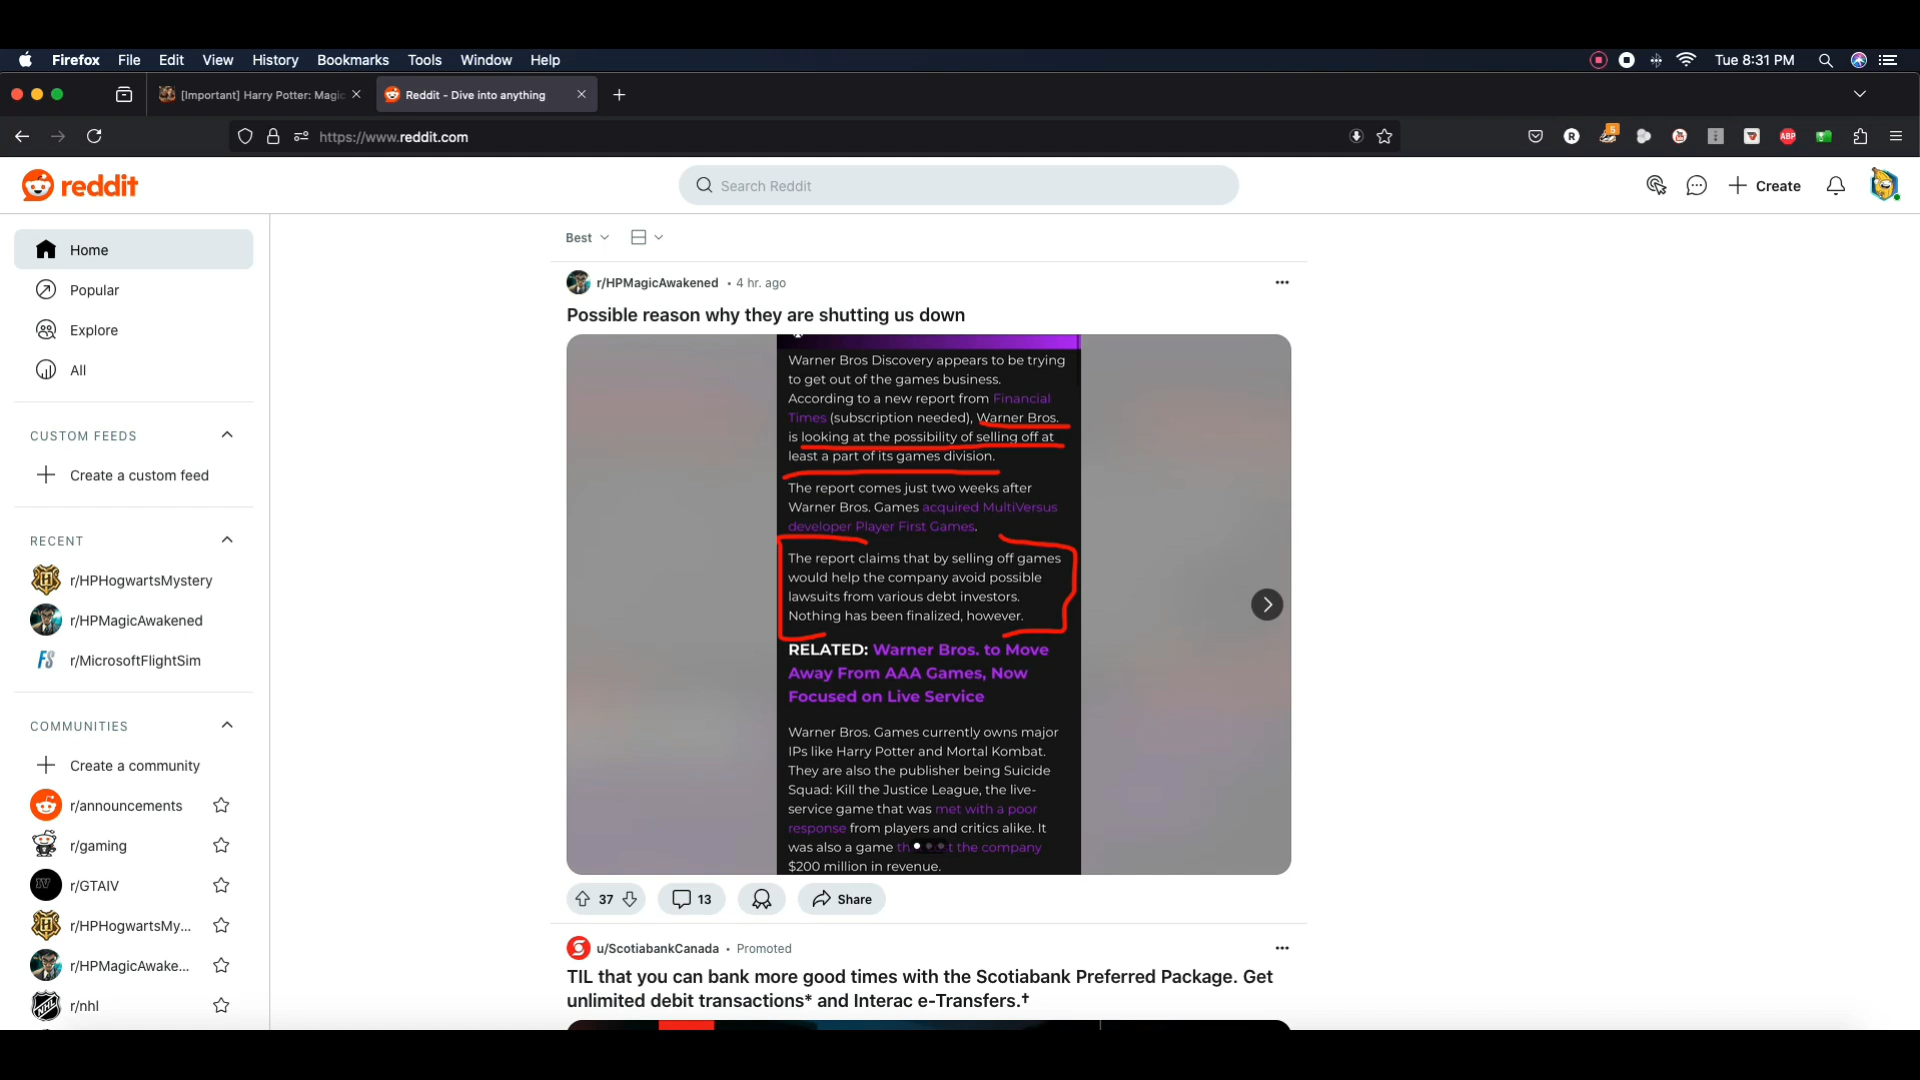 Firefox File Edit View History Bookmarks Tools Window Help
Tue 8:31 PM
[Important] Harry Potter: Magic
Reddit - Dive into anything
https://www.reddit.com
R
5
ABP
reddit
Search Reddit
Create
Home
Popular
Explore
All
CUSTOM FEEDS
Create a custom feed
RECENT
r/HPHogwartsMystery
r/HPMagicAwakened
FS r/MicrosoftFlightSim
COMMUNITIES
Create a community
r/announcements
r/gaming
IV r/GTAIV
r/HPHogwartsMy...
r/HPMagicAwake...
NHL r/nhl
Best
r/HPMagicAwakened • 4 hr. ago
Possible reason why they are shutting us down
Warner Bros Discovery appears to be trying
to get out of the games business.
According to a new report from Financial
Times (subscription needed), Warner Bros.
is looking at the possibility of selling off at
least a part of its games division.
The report comes just two weeks after
Warner Bros. Games acquired MultiVersus
developer Player First Games.
The report claims that by selling off games
would help the company avoid possible
lawsuits from various debt investors.
Nothing has been finalized, however.
RELATED: Warner Bros. to Move
Away From AAA Games, Now
Focused on Live Service
Warner Bros. Games currently owns major
IPs like Harry Potter and Mortal Kombat.
They are also the publisher being Suicide
Squad: Kill the Justice League, the live-
service game that was met with a poor
response from players and critics alike. It
was also a game the company
$200 million in revenue.
37
13
Share
u/ScotiabankCanada • Promoted
TIL that you can bank more good times with the Scotiabank Preferred Package. Get
unlimited debit transactions* and Interac e-Transfers.†